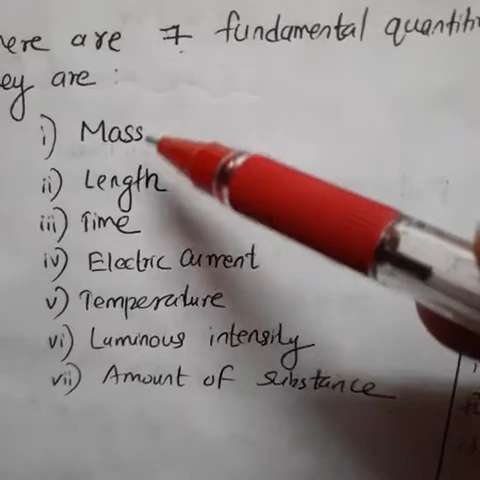 ere are 7 fundamental quantiti
ey are :
i) Mass
ii) Length
iii) Time
iv) Electric Current
v) Temperature
vi) Luminous intensity
vii) Amount of substance